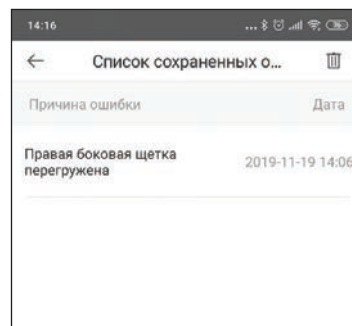 14:16 ...
Список сохраненных о...
Причина ошибки Дата
Правая боковая щетка
перегружена 2019-11-19 14:06